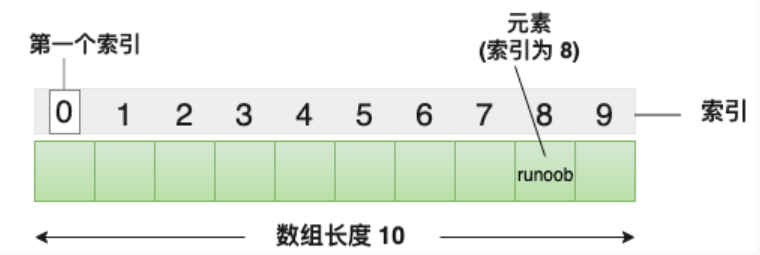 元素
(索引为 8)
第一个索引
0 1 2 3 4 5 6 7 8 9
索引
runoob
数组长度 10